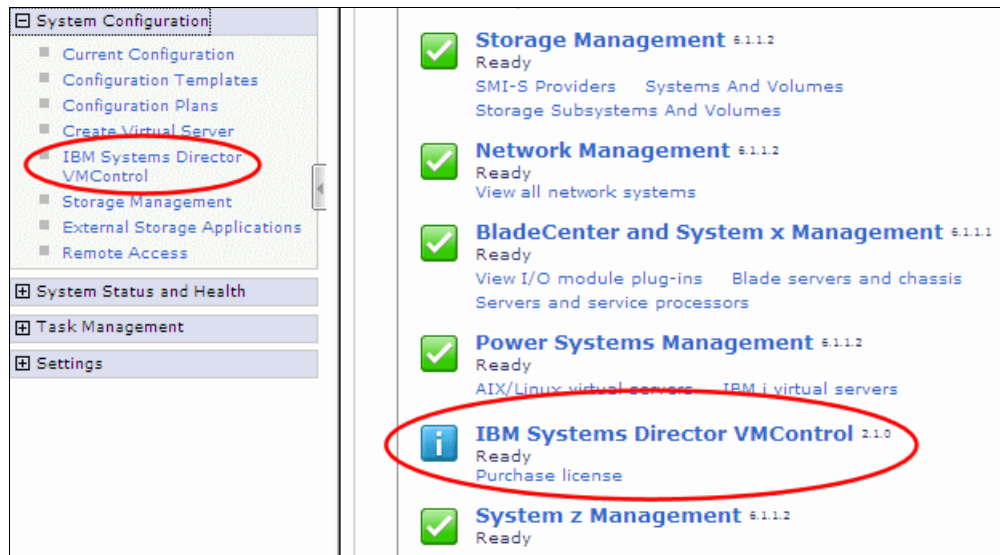 System Configuration
Current Configuration
Configuration Templates
Configuration Plans
Create Virtual Server
IBM Systems Director
VMControl
Storage Management
External Storage Applications
Remote Access
System Status and Health
Task Management
Settings
Storage Management 6.1.1.2
Ready
SMI-S Providers Systems And Volumes
Storage Subsystems And Volumes
Network Management 6.1.1.2
Ready
View all network systems
BladeCenter and System x Management 6.1.1.1
Ready
View I/O module plug-ins Blade servers and chassis
Servers and service processors
Power Systems Management 6.1.1.2
Ready
AIX/Linux virtual servers IBM i virtual servers
IBM Systems Director VMControl 2.1.0
Ready
Purchase license
System z Management 6.1.1.2
Ready